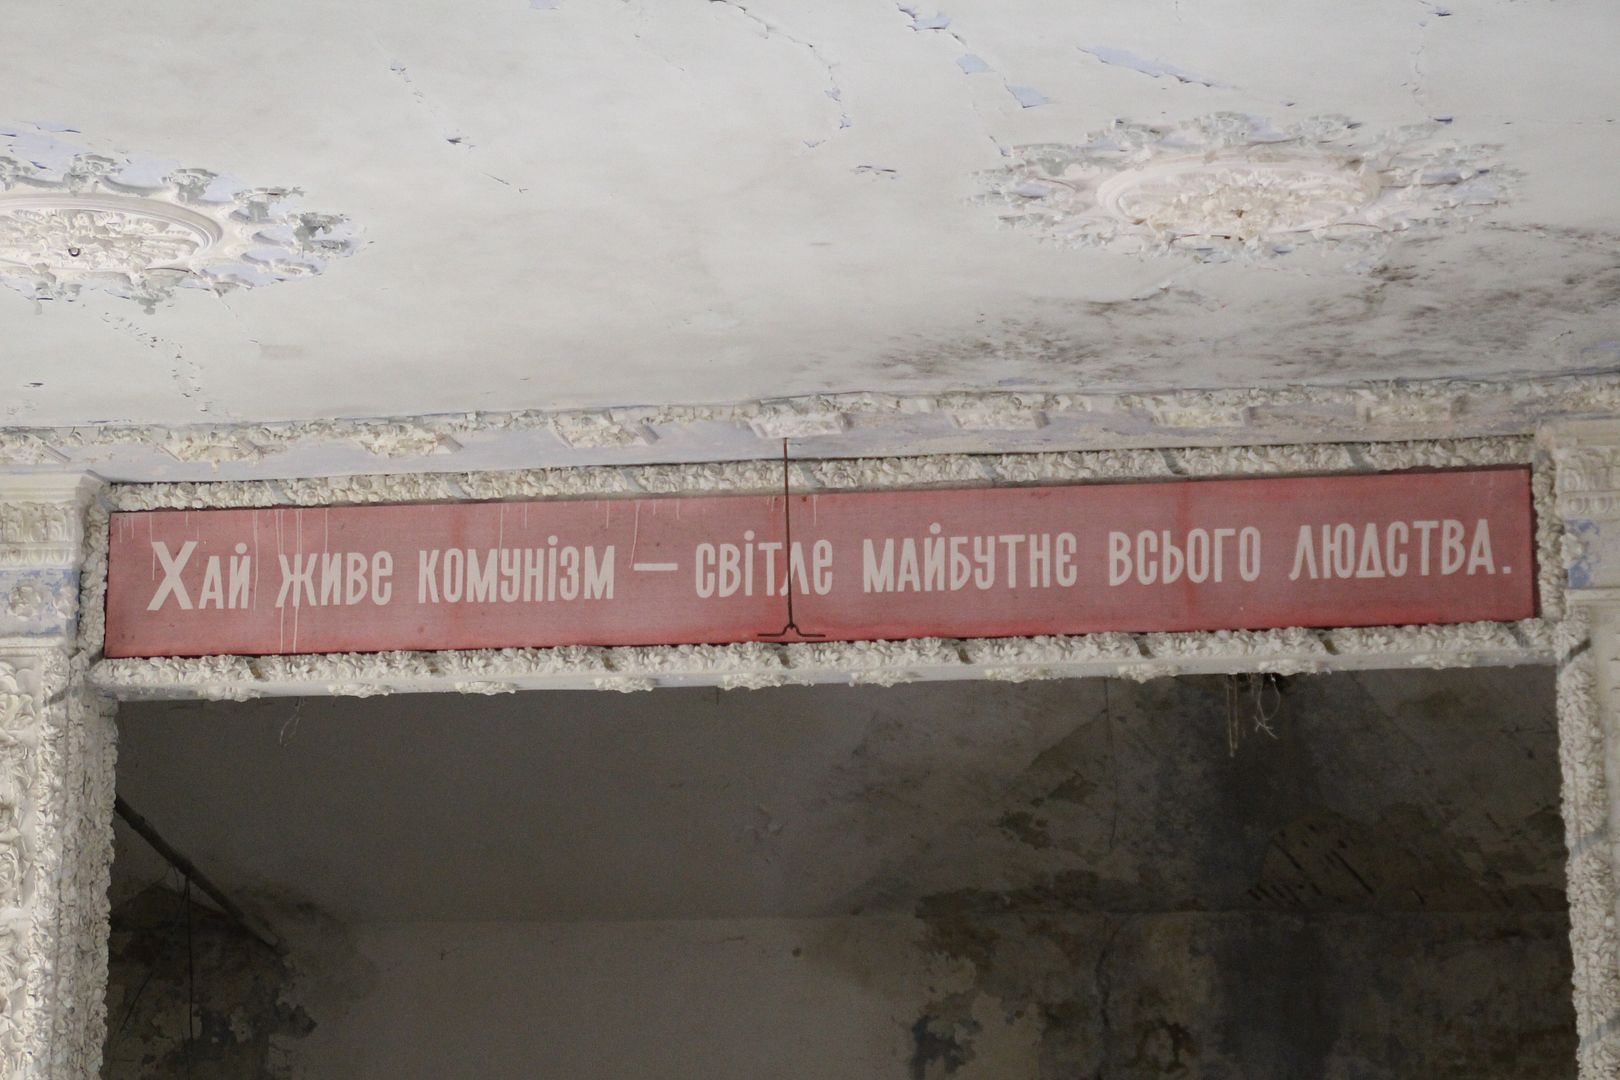 Хай живе комунізм — світле майбутнє всього людства.